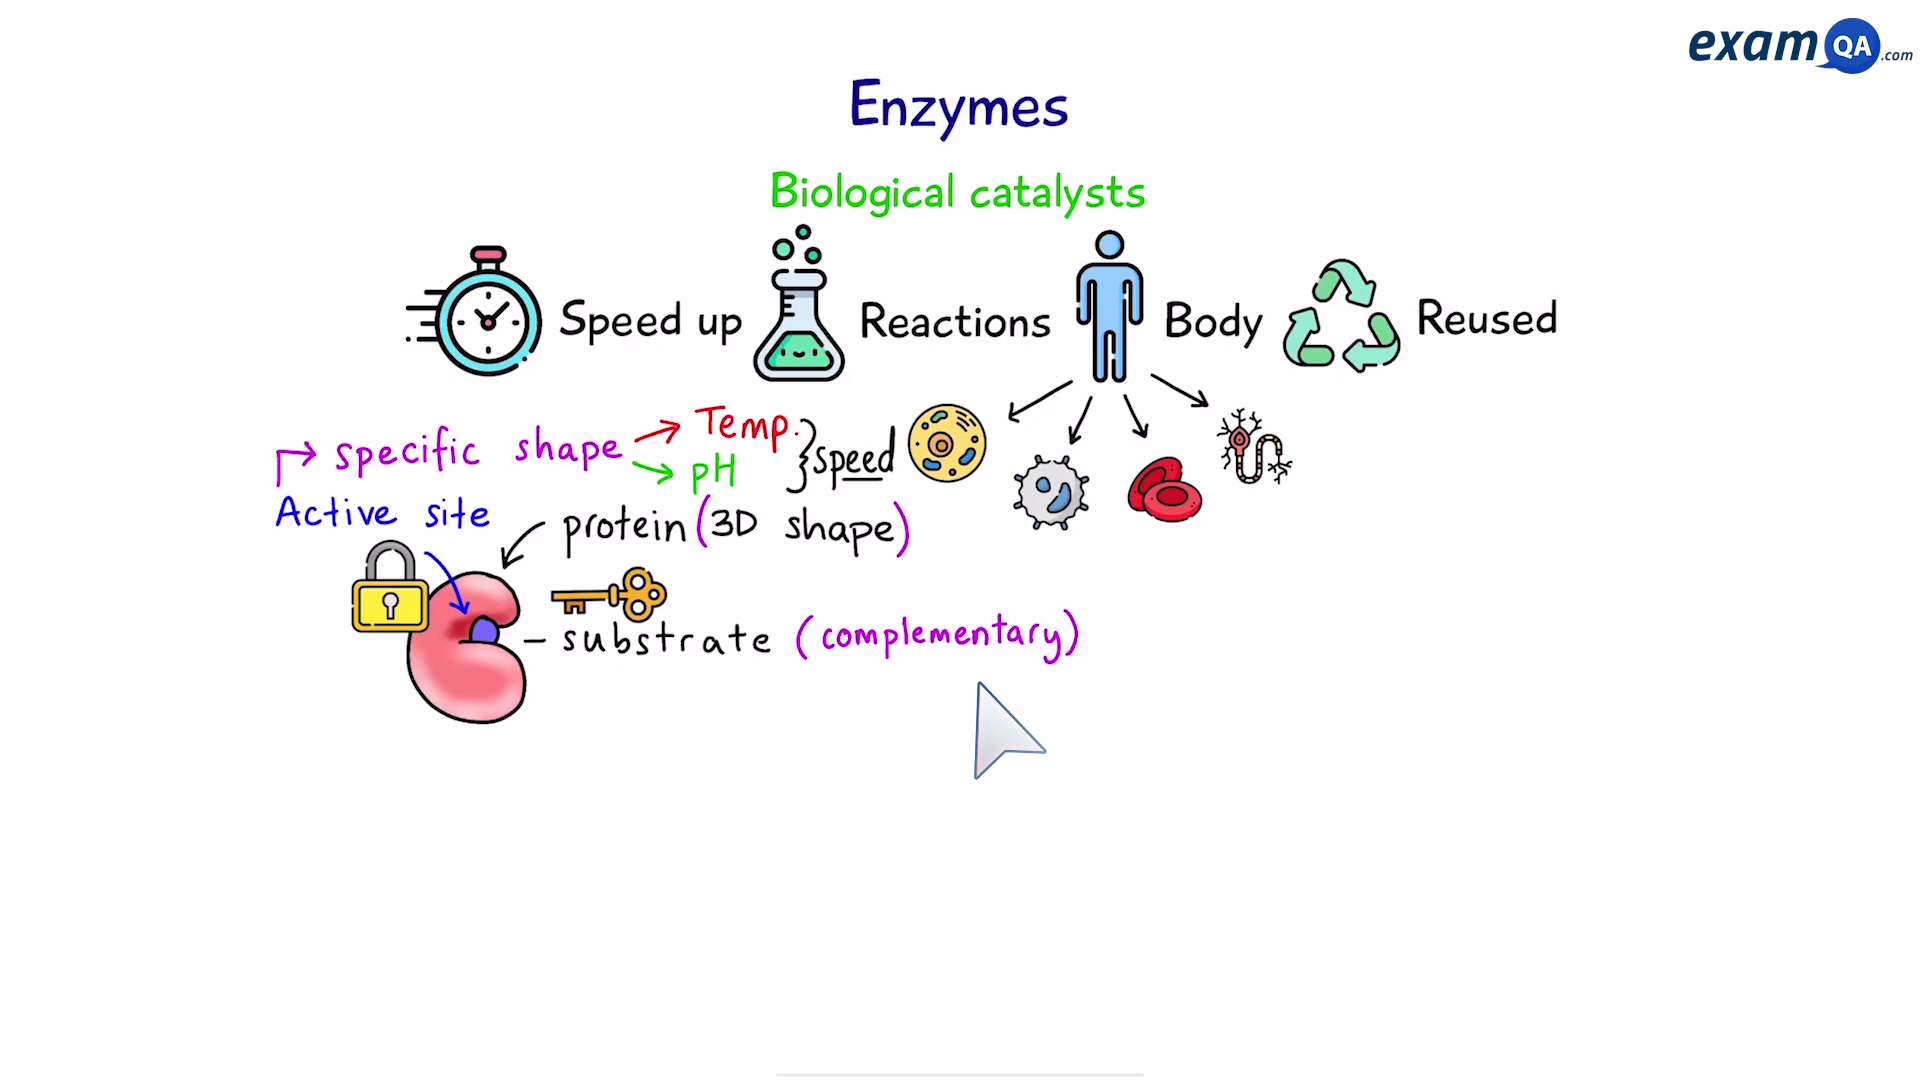 examQA.com
Enzymes
Biological catalysts
Speed up Reactions Body Reused
Temp.
specific shape
pH
speed
Active site
protein (3D shape)
substrate (complementary)